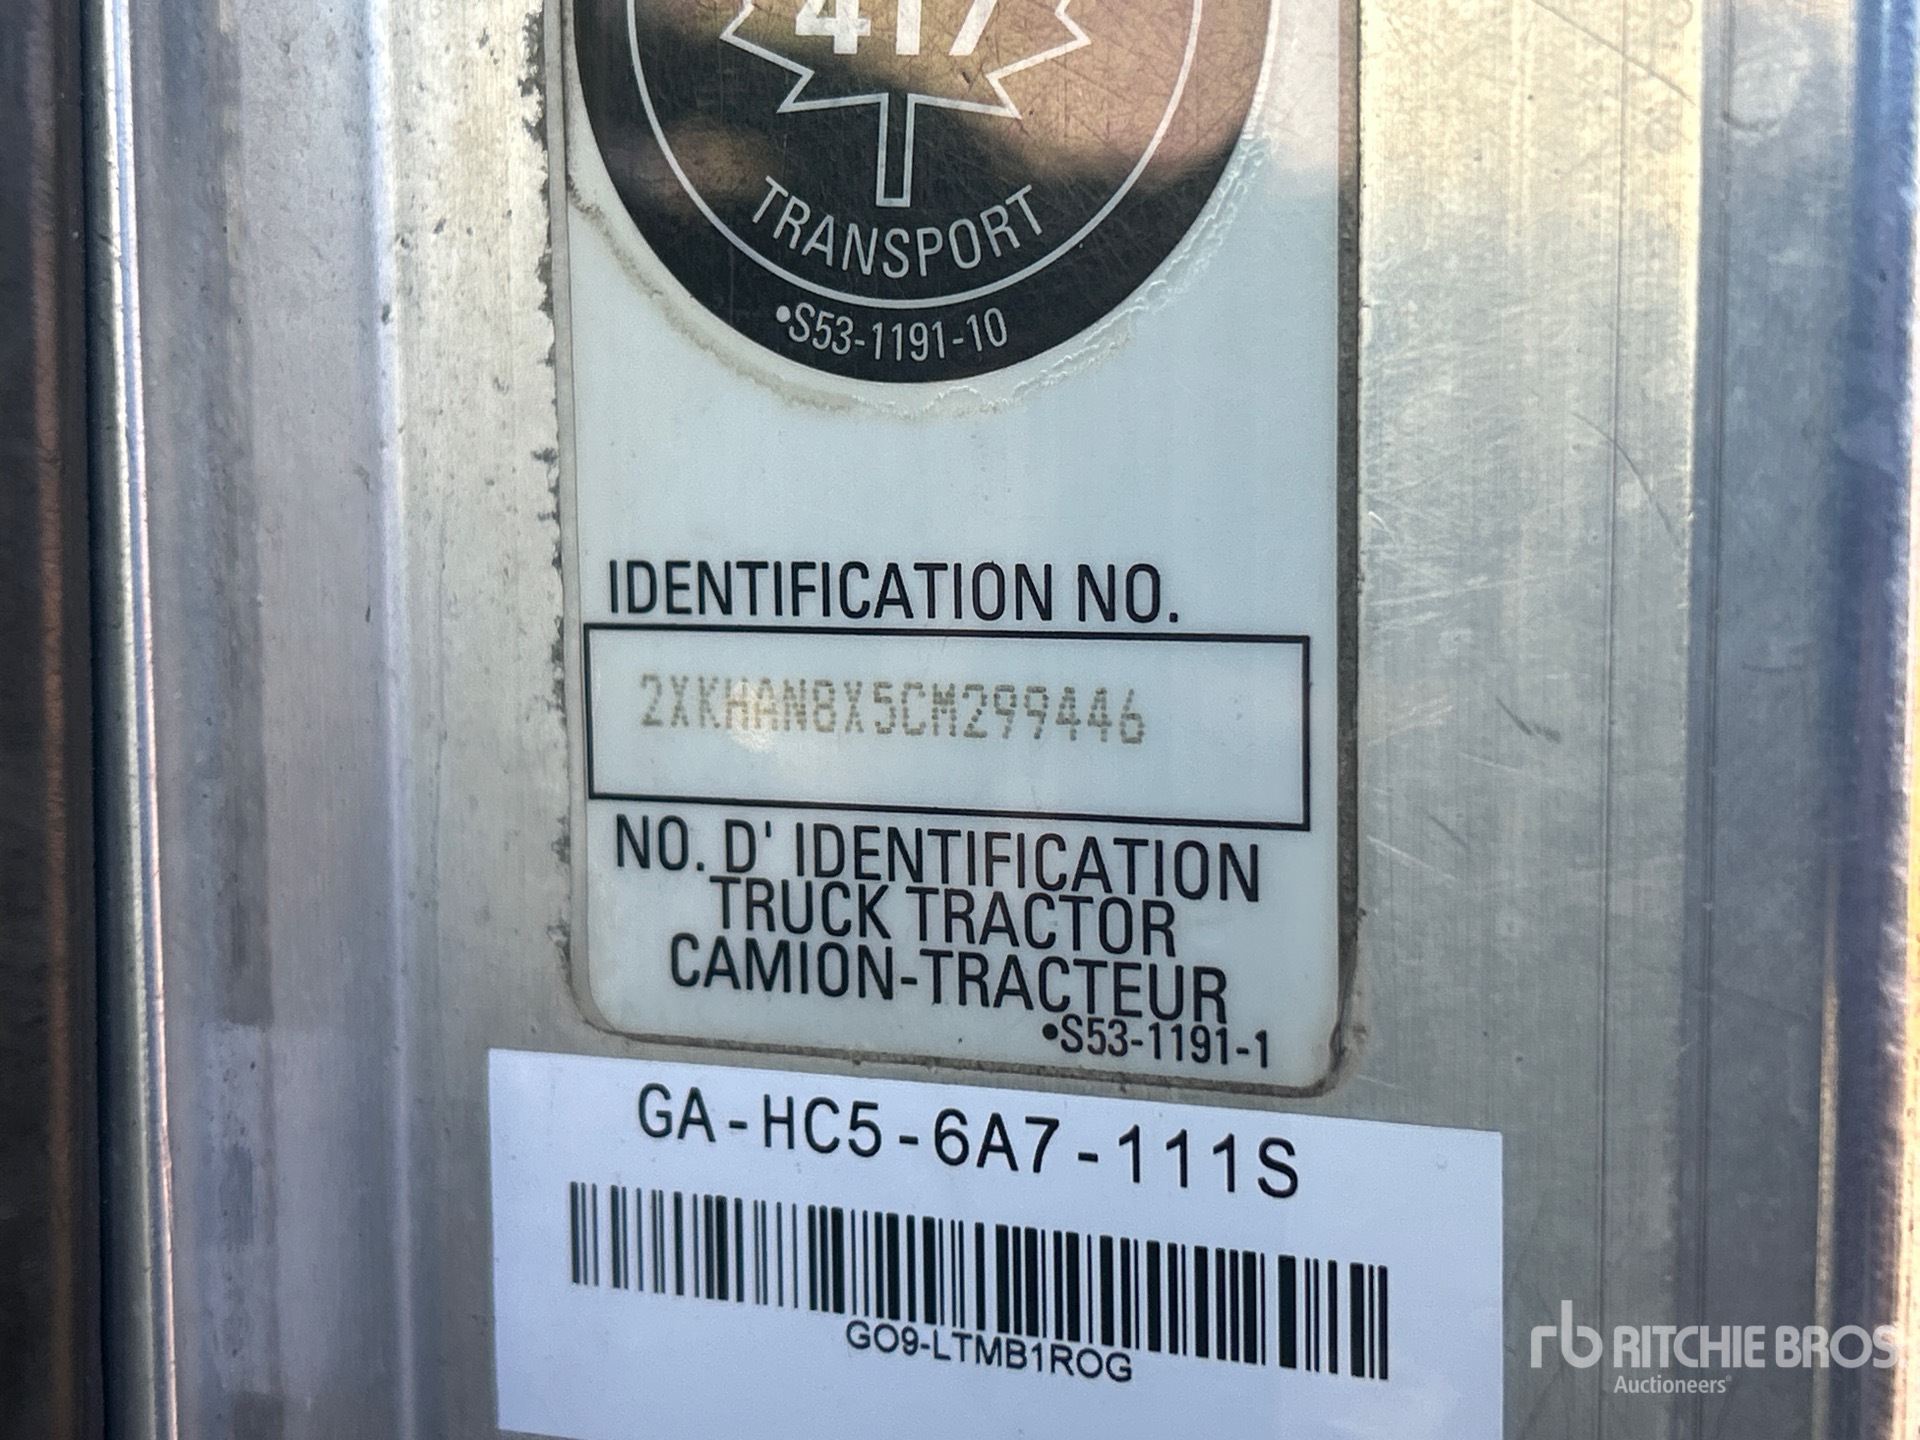 417
TRANSPORT
•S53-1191-10
IDENTIFICATION NO.
2XKHAN8X5CM299446
NO. D' IDENTIFICATION
TRUCK TRACTOR
CAMION-TRACTEUR
•S53-1191-1
GA-HC5-6A7-111S
GO9-LTMB1ROG
rb RITCHIE BROS
Auctioneers